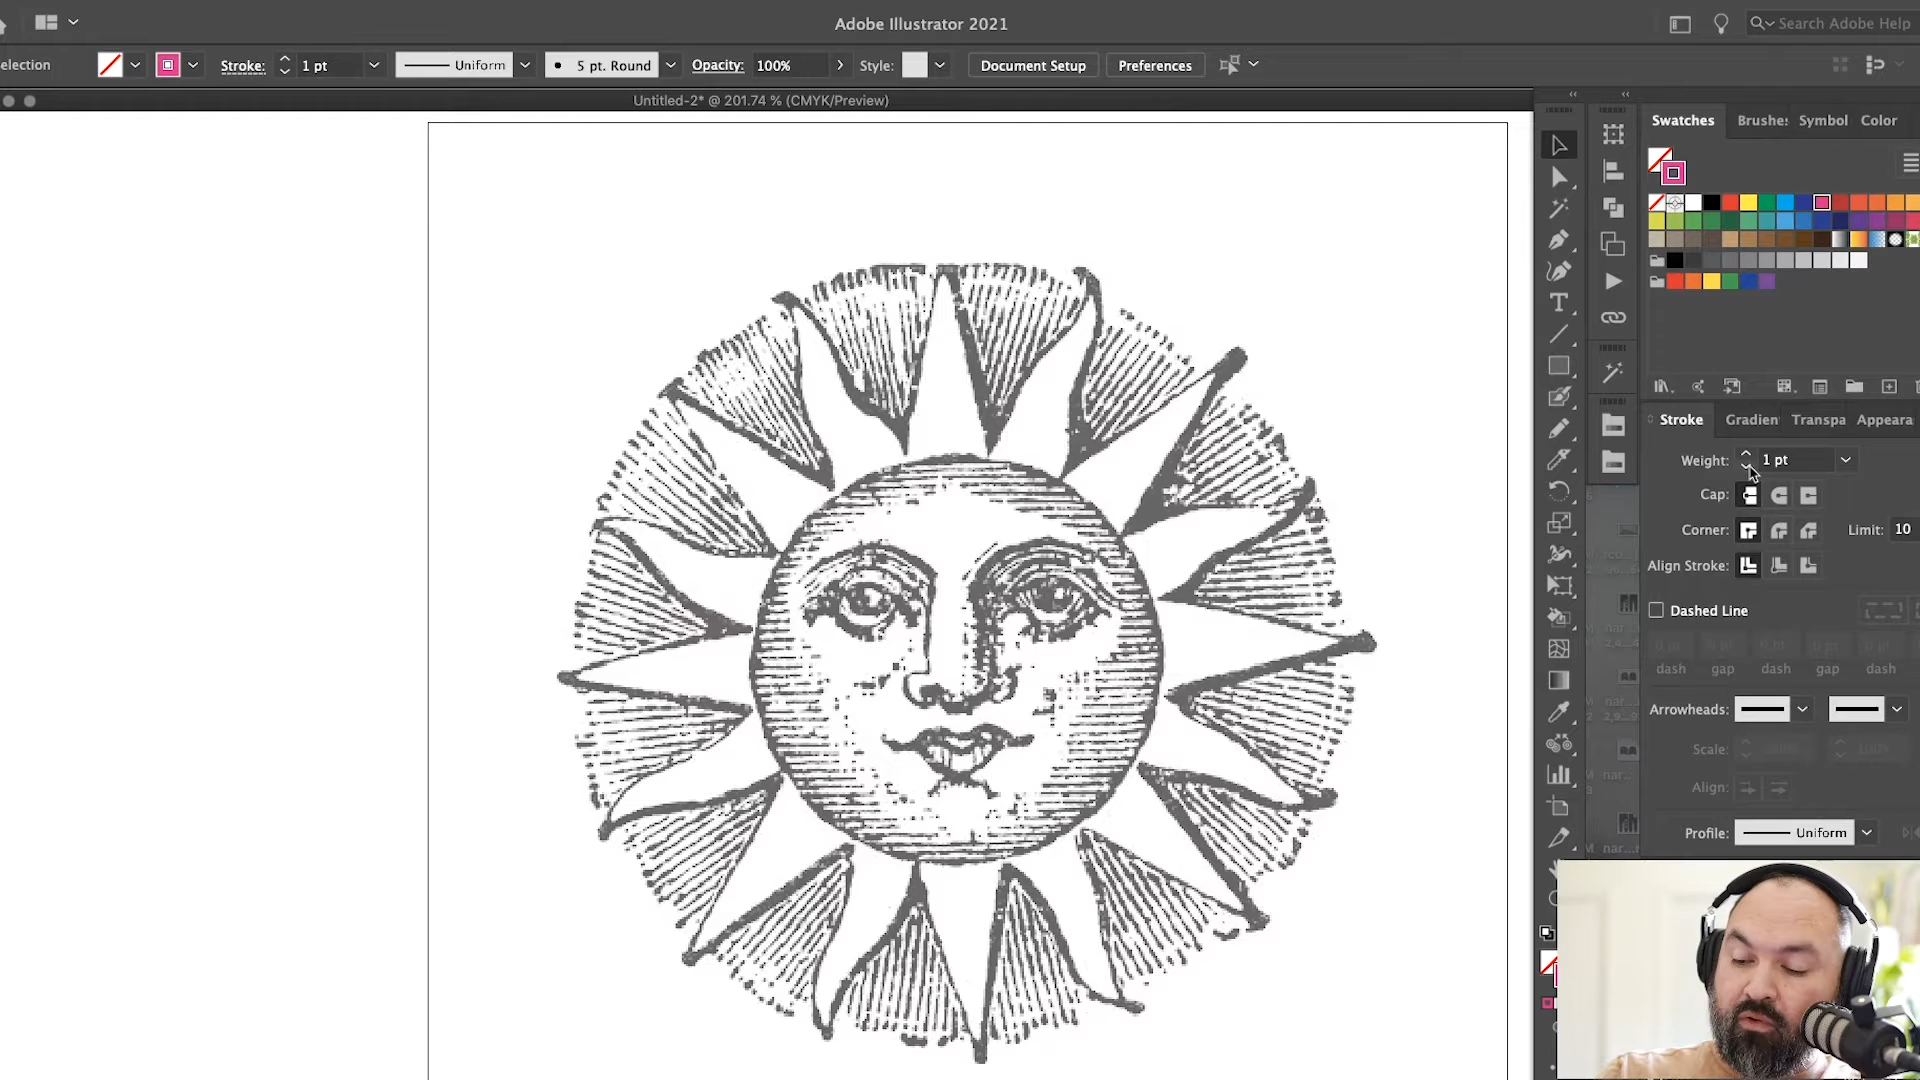 Adobe Illustrator 2021
Search Adobe Help
election
Stroke:
1 pt
Uniform
5 pt. Round
Opacity:
100%
Style:
Document Setup
Preferences
Untitled-2* @ 201.74 % (CMYK/Preview)
Swatches
Brushe:
Symbol
Color
Stroke
Gradien
Transpa
Appeara
Weight:
1 pt
Cap:
Corner:
Limit:
10
Align Stroke:
Dashed Line
dash
gap
dash
gap
dash
Arrowheads:
Scale:
Align:
Profile:
Uniform